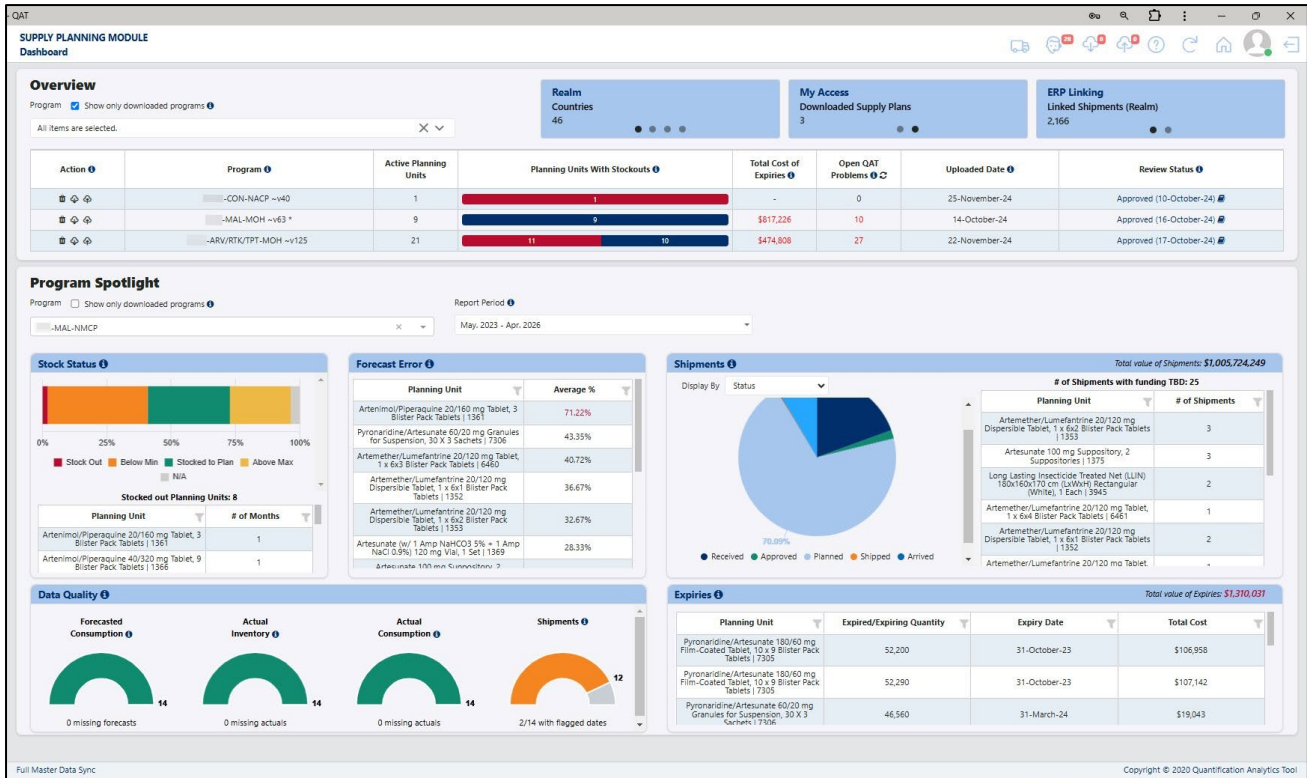 QAT
SUPPLY PLANNING MODULE
Dashboard
28
0
0
Overview
Program Show only downloaded programs
All items are selected.
Realm
Countries
46
My Access
Downloaded Supply Plans
3
ERP Linking
Linked Shipments (Realm)
2,166
Action Program Active Planning Units Planning Units With Stockouts Total Cost of Expiries Open QAT Problems Uploaded Date Review Status
-CON-NACP ~v40 1 1 - 0 25-November-24 Approved (10-October-24)
-MAL-MOH ~v63 * 9 9 $817,226 10 14-October-24 Approved (16-October-24)
-ARV/RTK/TPT-MOH ~v125 21 11 10 $474,808 27 22-November-24 Approved (17-October-24)
Program Spotlight
Program Show only downloaded programs
-MAL-NMCP
Report Period
May. 2023 - Apr. 2026
Stock Status
0% 25% 50% 75% 100%
Stock Out Below Min Stocked to Plan Above Max
N/A
Stocked out Planning Units: 8
Planning Unit # of Months
Artenimol/Piperaquine 20/160 mg Tablet, 3
Blister Pack Tablets | 1361
1
Artenimol/Piperaquine 40/320 mg Tablet, 9
Blister Pack Tablets | 1366
1
Forecast Error
Planning Unit Average %
Artenimol/Piperaquine 20/160 mg Tablet, 3
Blister Pack Tablets | 1361
71.22%
Pyronaridine/Artesunate 60/20 mg Granules
for Suspension, 30 X 3 Sachets | 7306
43.35%
Artemether/Lumefantrine 20/120 mg Tablet,
1 x 6x3 Blister Pack Tablets | 6460
40.72%
Artemether/Lumefantrine 20/120 mg
Dispersible Tablet, 1 x 6x1 Blister Pack
Tablets | 1352
36.67%
Artemether/Lumefantrine 20/120 mg
Dispersible Tablet, 1 x 6x2 Blister Pack
Tablets | 1353
32.67%
Artesunate (w/ 1 Amp NaHCO3 5% + 1 Amp
NaCl 0.9%) 120 mg Vial, 1 Set | 1369
28.33%
Artesunate 100 mg Suppository, 2
Shipments
Total value of Shipments: $1,005,724,249
Display By Status
70.09%
Received Approved Planned Shipped Arrived
# of Shipments with funding TBD: 25
Planning Unit # of Shipments
Artemether/Lumefantrine 20/120 mg
Dispersible Tablet, 1 x 6x2 Blister Pack Tablets
| 1353
3
Artesunate 100 mg Suppository, 2
Suppositories | 1375
3
Long Lasting Insecticide Treated Net (LLIN)
180x160x170 cm (LxWxH) Rectangular
(White), 1 Each | 3945
2
Artemether/Lumefantrine 20/120 mg Tablet,
1 x 6x4 Blister Pack Tablets | 6461
1
Artemether/Lumefantrine 20/120 mg
Dispersible Tablet, 1 x 6x1 Blister Pack Tablets
| 1352
2
Artemether/Lumefantrine 20/120 mg Tablet,
Data Quality
Forecasted
Consumption
14
0 missing forecasts
Actual
Inventory
14
0 missing actuals
Actual
Consumption
14
0 missing actuals
Shipments
12
2/14 with flagged dates
Expiries
Total value of Expiries: $1,310,031
Planning Unit Expired/Expiring Quantity Expiry Date Total Cost
Pyronaridine/Artesunate 180/60 mg
Film-Coated Tablet, 10 x 9 Blister Pack
Tablets | 7305
52,200 31-October-23 $106,958
Pyronaridine/Artesunate 180/60 mg
Film-Coated Tablet, 10 x 9 Blister Pack
Tablets | 7305
52,290 31-October-23 $107,142
Pyronaridine/Artesunate 60/20 mg
Granules for Suspension, 30 X 3
Sachets | 7306
46,560 31-March-24 $19,043
Full Master Data Sync
Copyright © 2020 Quantification Analytics Tool